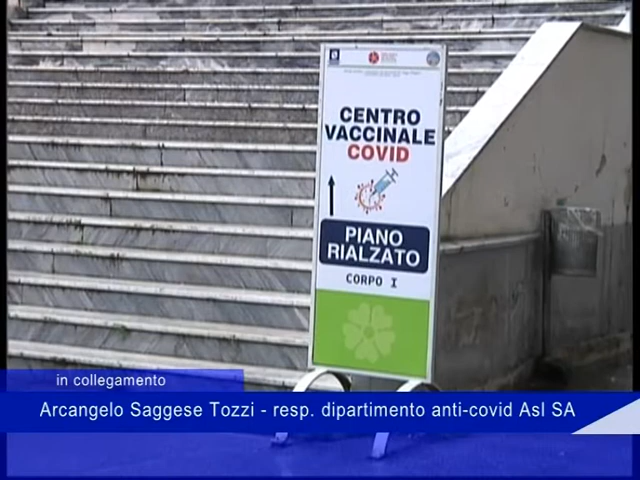 CENTRO
VACCINALE
COVID
PIANO
RIALZATO
CORPO I
in collegamento
Arcangelo Saggese Tozzi - resp. dipartimento anti-covid Asl SA